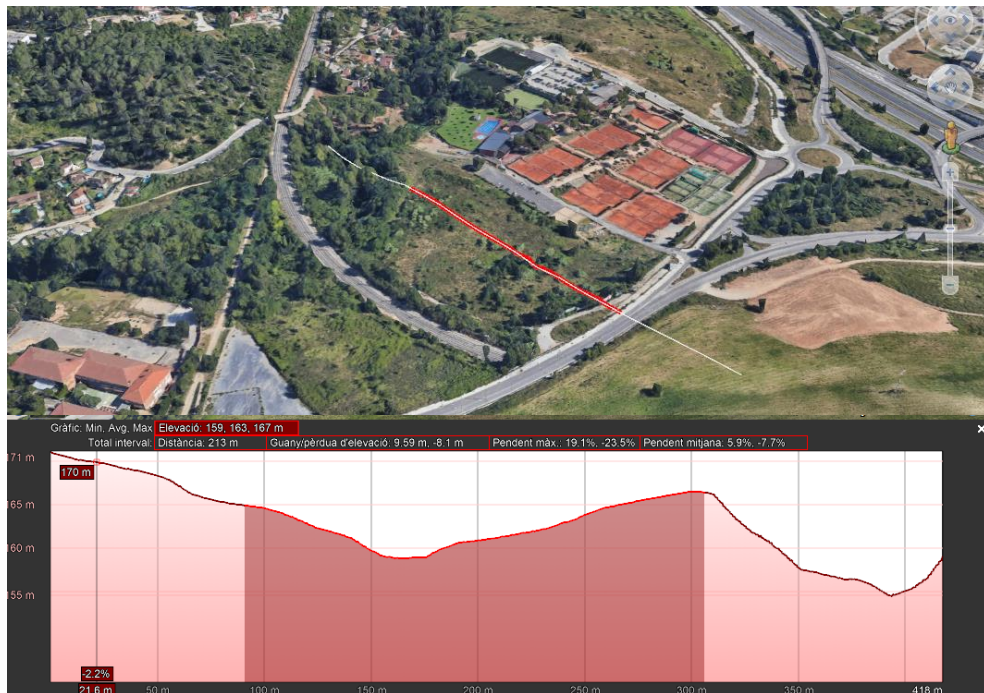 Gràfic: Min. Avg. Max Elevació: 159, 163, 167 m
Total interval: Distància: 213 m Guany/pèrdua d'elevació: 9.59 m, -8.1 m Pendent màx.: 19.1%, -23.5% Pendent mitjana: 5.9%, -7.7%
171 m
170 m
165 m
160 m
155 m
-2.2%
21.6 m 50 m 100 m 150 m 200 m 250 m 300 m 350 m 418 m